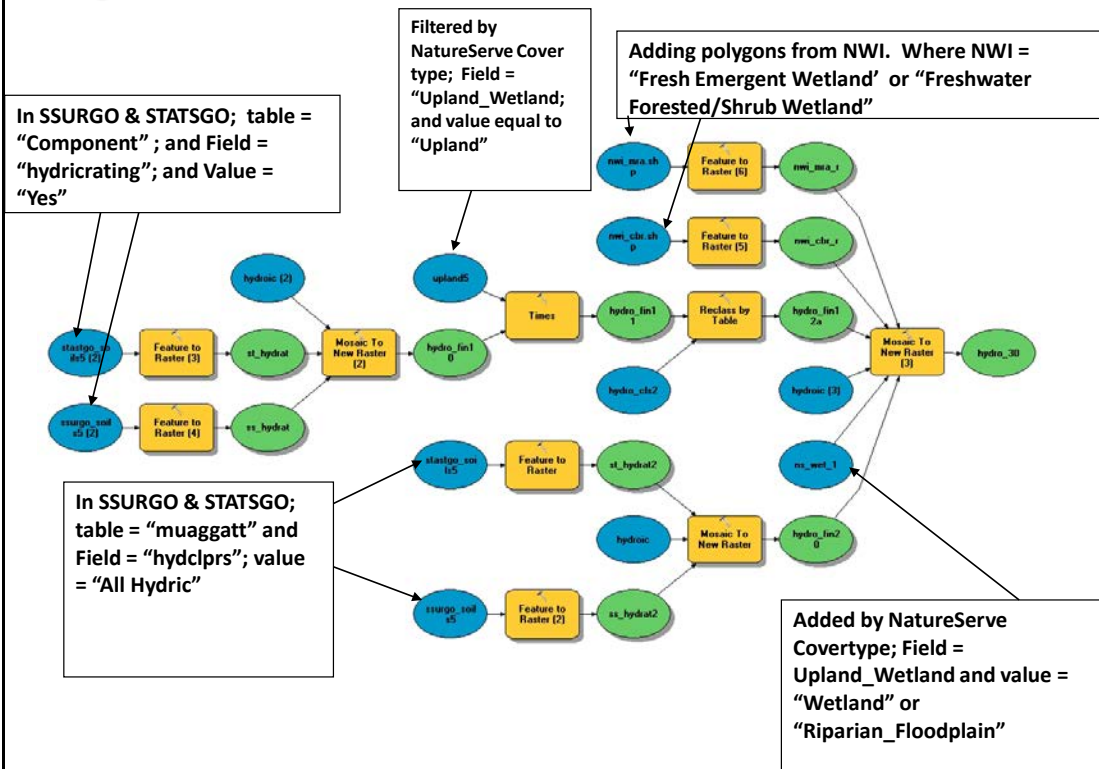 Filtered by
NatureServe Cover
type;  Field =
“Upland_Wetland;
and value equal to
“Upland”
Adding polygons from NWI.  Where NWI =
“Fresh Emergent Wetland’  or “Freshwater
Forested/Shrub Wetland”
In SSURGO & STATSGO;  table =
“Component” ; and Field =
“hydricrating”; and Value =
“Yes”
nwi_mra.sh
p
Feature to
Raster (6)
nwi_mra_r
nwi_cbr.sh
p
Feature to
Raster (5)
nwi_cbr_r
hydroic (2)
upland5
Times
hydro_fin1
1
Reclass by
Table
hydro_fin1
2a
stastgo_so
ils5 (2)
Feature to
Raster (3)
st_hydrat
Mosaic To
New Raster
(2)
hydro_fin1
0
Mosaic To
New Raster
(3)
hydro_30
hydro_cls2
hydroic (3)
ssurgo_soil
s5 (2)
Feature to
Raster (4)
ss_hydrat
stastgo_soi
ls5
Feature to
Raster
st_hydrat2
ns_wet_1
In SSURGO & STATSGO;
table = “muaggatt” and
Field = “hydclprs”; value
= “All Hydric”
hydroic
Mosaic To
New Raster
hydro_fin2
0
ssurgo_soil
s5
Feature to
Raster (2)
ss_hydrat2
Added by NatureServe
Covertype; Field =
Upland_Wetland and value =
“Wetland” or
“Riparian_Floodplain”